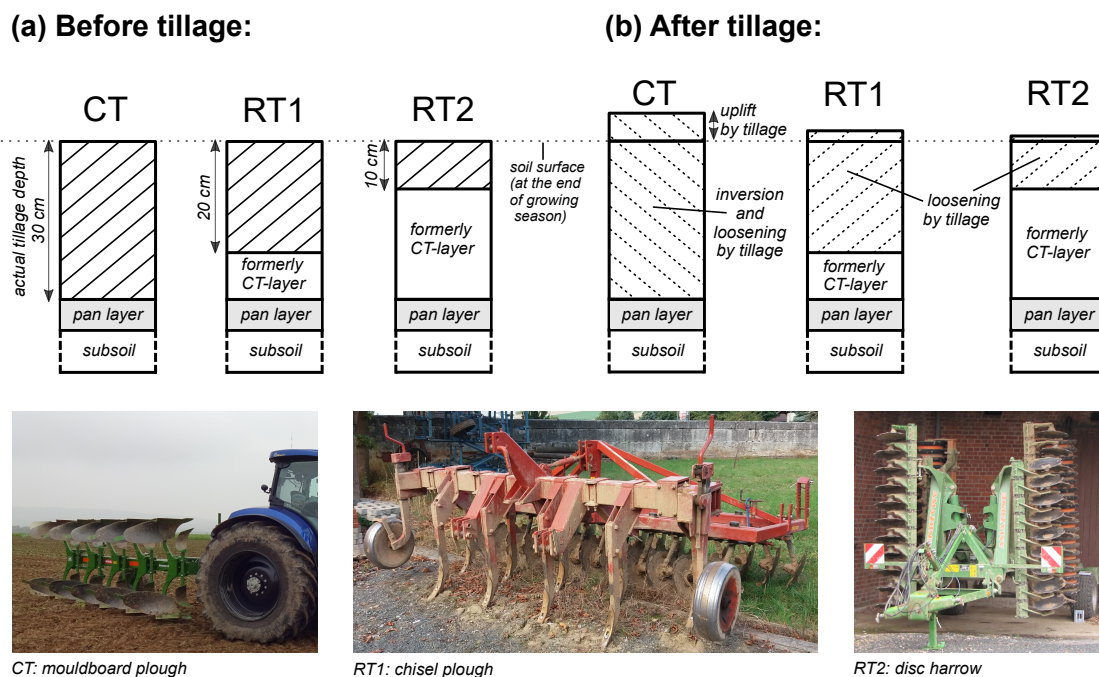 (a) Before tillage:
(b) After tillage:
CT
RT1
RT2
actual tillage depth
30 cm
20 cm
10 cm
formerly
CT-layer
formerly
CT-layer
pan layer
pan layer
pan layer
subsoil
subsoil
subsoil
soil surface
(at the end
of growing
season)
CT
RT1
RT2
uplift
by tillage
inversion
and
loosening
by tillage
loosening
by tillage
formerly
CT-layer
formerly
CT-layer
pan layer
pan layer
pan layer
subsoil
subsoil
subsoil
CT: mouldboard plough
RT1: chisel plough
RT2: disc harrow